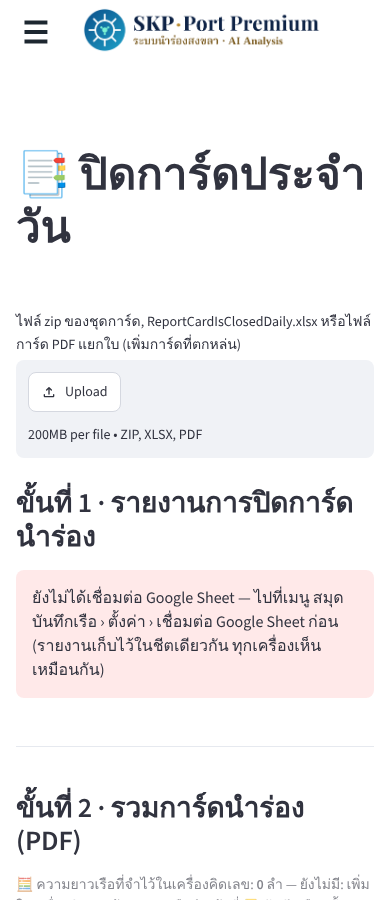 SKP·Port Premium
ระบบนำร่องสงขลา · AI Analysis
ปิดการ์ดประจำ
วัน
ไฟล์ zip ของชุดการ์ด, ReportCardIsClosedDaily.xlsx หรือไฟล์
การ์ด PDF แยกใบ (เพิ่มการ์ดที่ตกหล่น)
Upload
200MB per file • ZIP, XLSX, PDF
ขั้นที่ 1 · รายงานการปิดการ์ด
นำร่อง
ยังไม่ได้เชื่อมต่อ Google Sheet — ไปที่เมนู สมุด
บันทึกเรือ › ตั้งค่า › เชื่อมต่อ Google Sheet ก่อน
(รายงานเก็บไว้ในชีตเดียวกัน ทุกเครื่องเห็น
เหมือนกัน)
ขั้นที่ 2 · รวมการ์ดนำร่อง
(PDF)
🧮 ความยาวเรือที่จำไว้ในเครื่องคิดเลข: 0 ลำ — ยังไม่มี: เพิ่ม